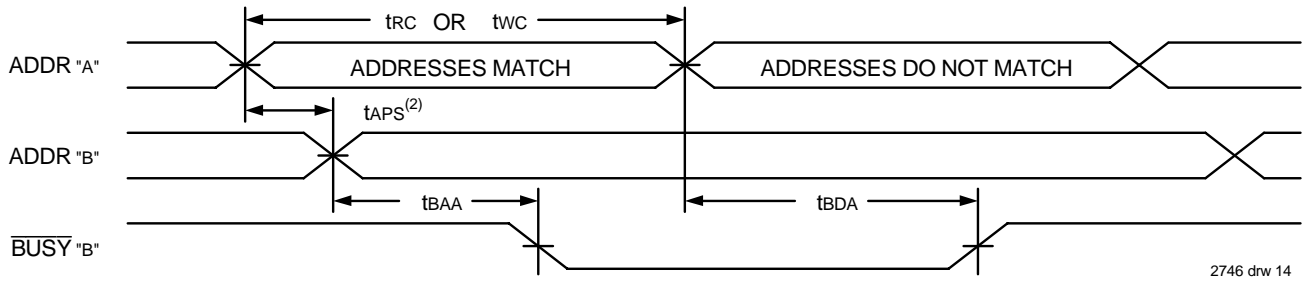 tRC OR tWC
ADDR "A"
ADDRESSES MATCH
ADDRESSES DO NOT MATCH
tAPS(2)
ADDR "B"
tBAA
tBDA
BUSY "B"
2746 drw 14